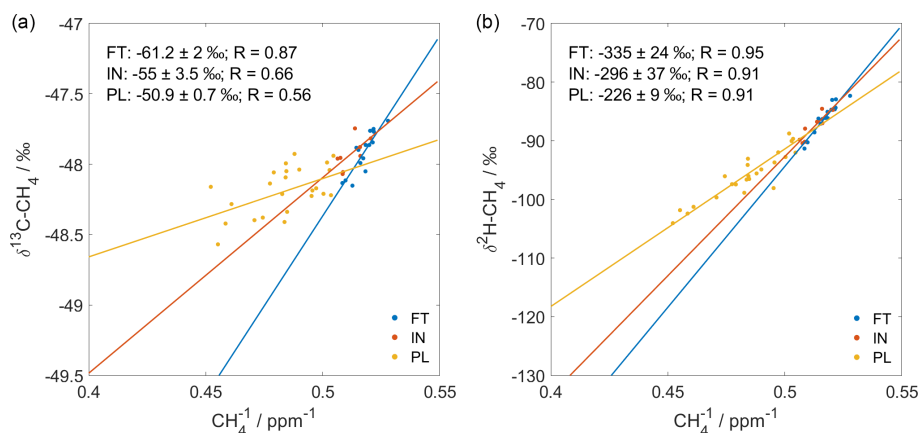 (a)
FT: -61.2 ± 2 ‰; R = 0.87
IN: -55 ± 3.5 ‰; R = 0.66
PL: -50.9 ± 0.7 ‰; R = 0.56
-47
-47.5
-48
-48.5
-49
-49.5
δ¹³C-CH₄ / ‰
FT
IN
PL
0.4
0.45
0.5
0.55
CH₄⁻¹ / ppm⁻¹
(b)
FT: -335 ± 24 ‰; R = 0.95
IN: -296 ± 37 ‰; R = 0.91
PL: -226 ± 9 ‰; R = 0.91
-70
-80
-90
-100
-110
-120
-130
δ²H-CH₄ / ‰
FT
IN
PL
0.4
0.45
0.5
0.55
CH₄⁻¹ / ppm⁻¹